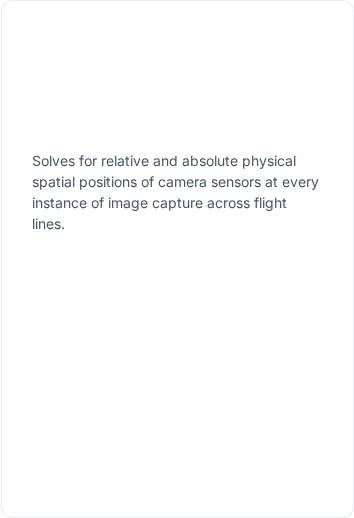 Solves for relative and absolute physical
spatial positions of camera sensors at every
instance of image capture across flight
lines.